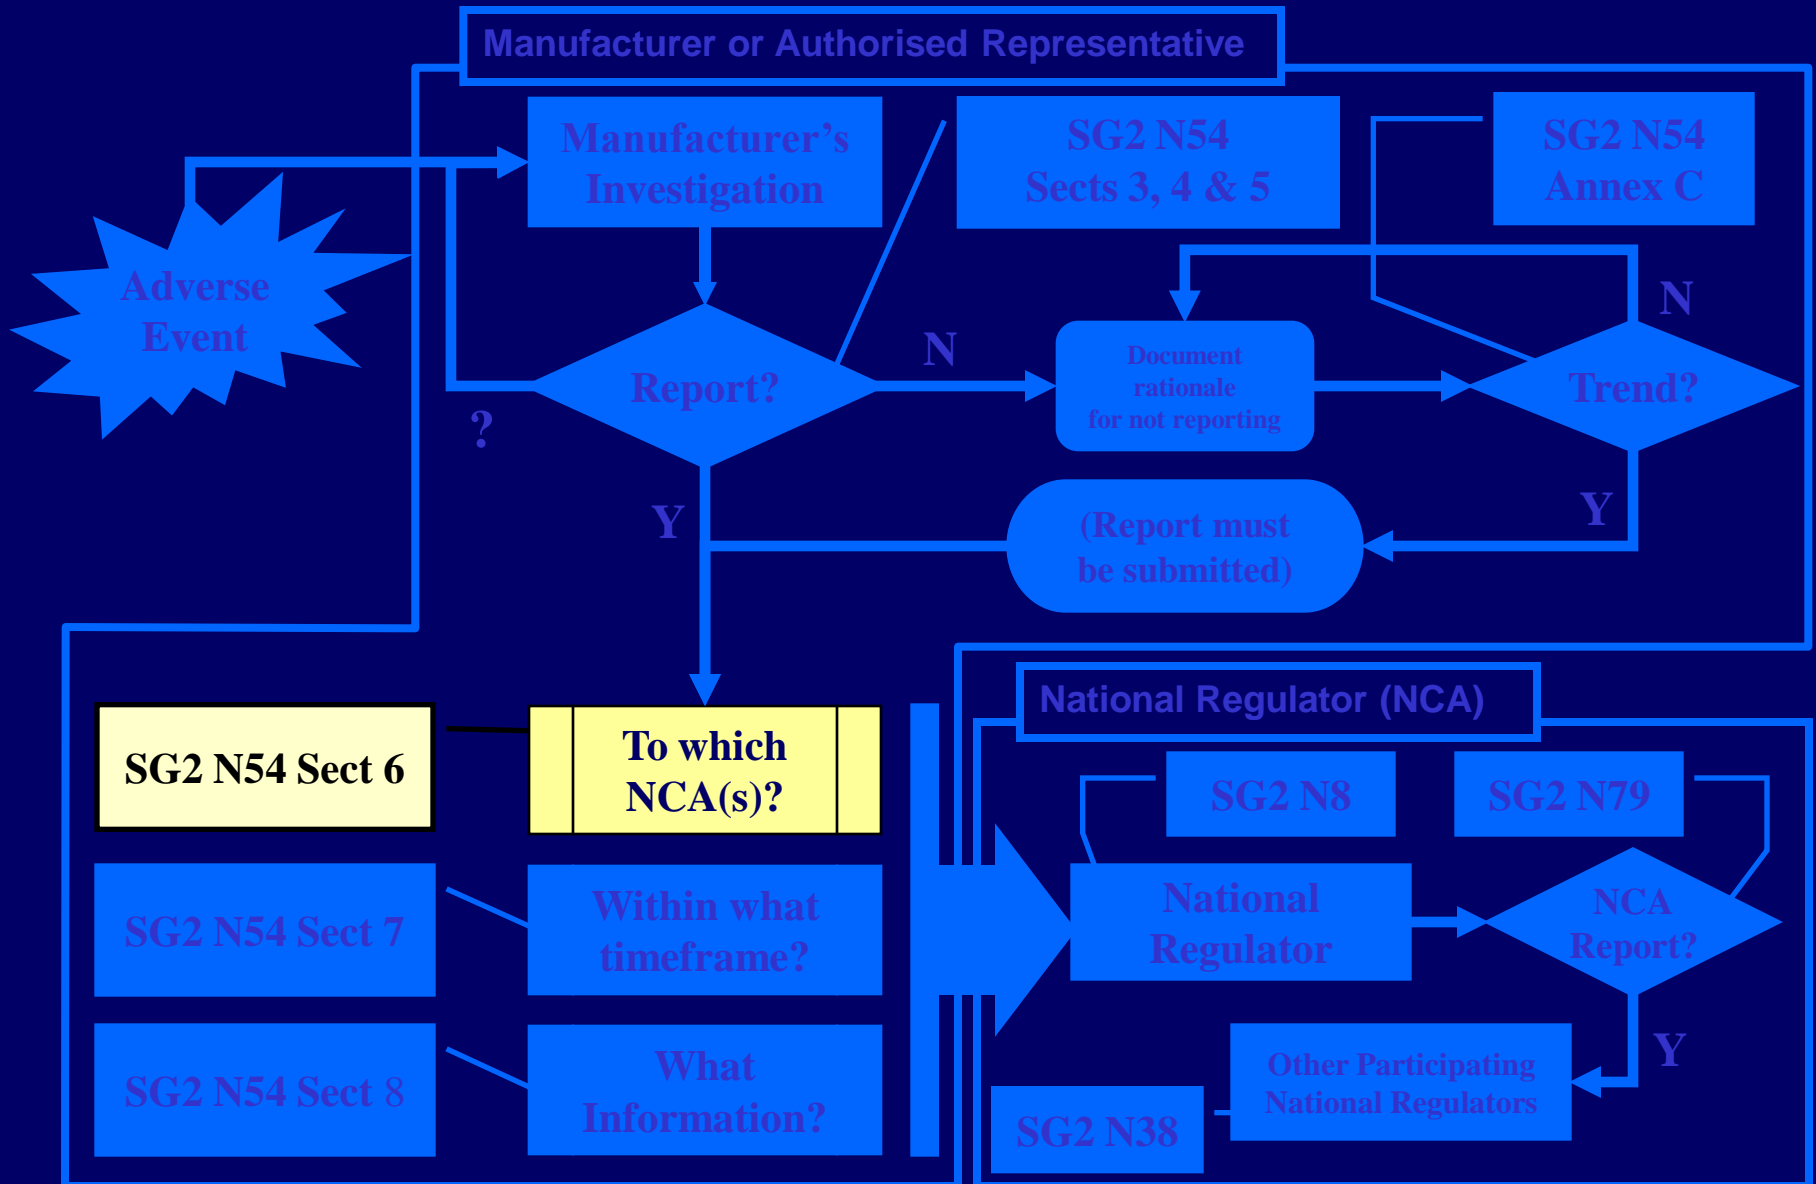 Manufacturer or Authorised Representative
Manufacturer's
Investigation
SG2 N54
Sects 3, 4 & 5
SG2 N54
Annex C
Adverse
Event
Report?
?
N
Document
rationale
for not reporting
Trend?
N
Y
Y
(Report must
be submitted)
SG2 N54 Sect 6
To which
NCA(s)?
SG2 N54 Sect 7
Within what
timeframe?
SG2 N54 Sect 8
What
Information?
National Regulator (NCA)
SG2 N8
SG2 N79
National
Regulator
NCA
Report?
Y
Other Participating
National Regulators
SG2 N38